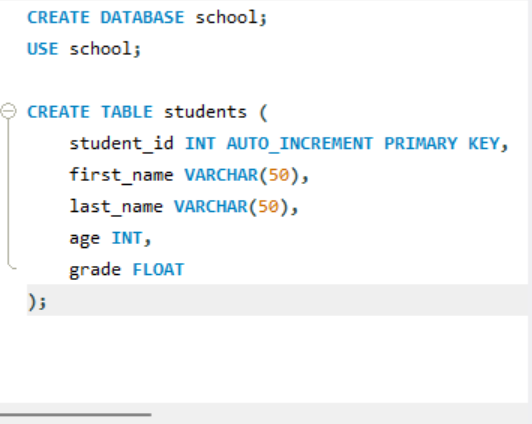 CREATE DATABASE school;
USE school;
CREATE TABLE students (
student_id INT AUTO_INCREMENT PRIMARY KEY,
first_name VARCHAR(50),
last_name VARCHAR(50),
age INT,
grade FLOAT
);